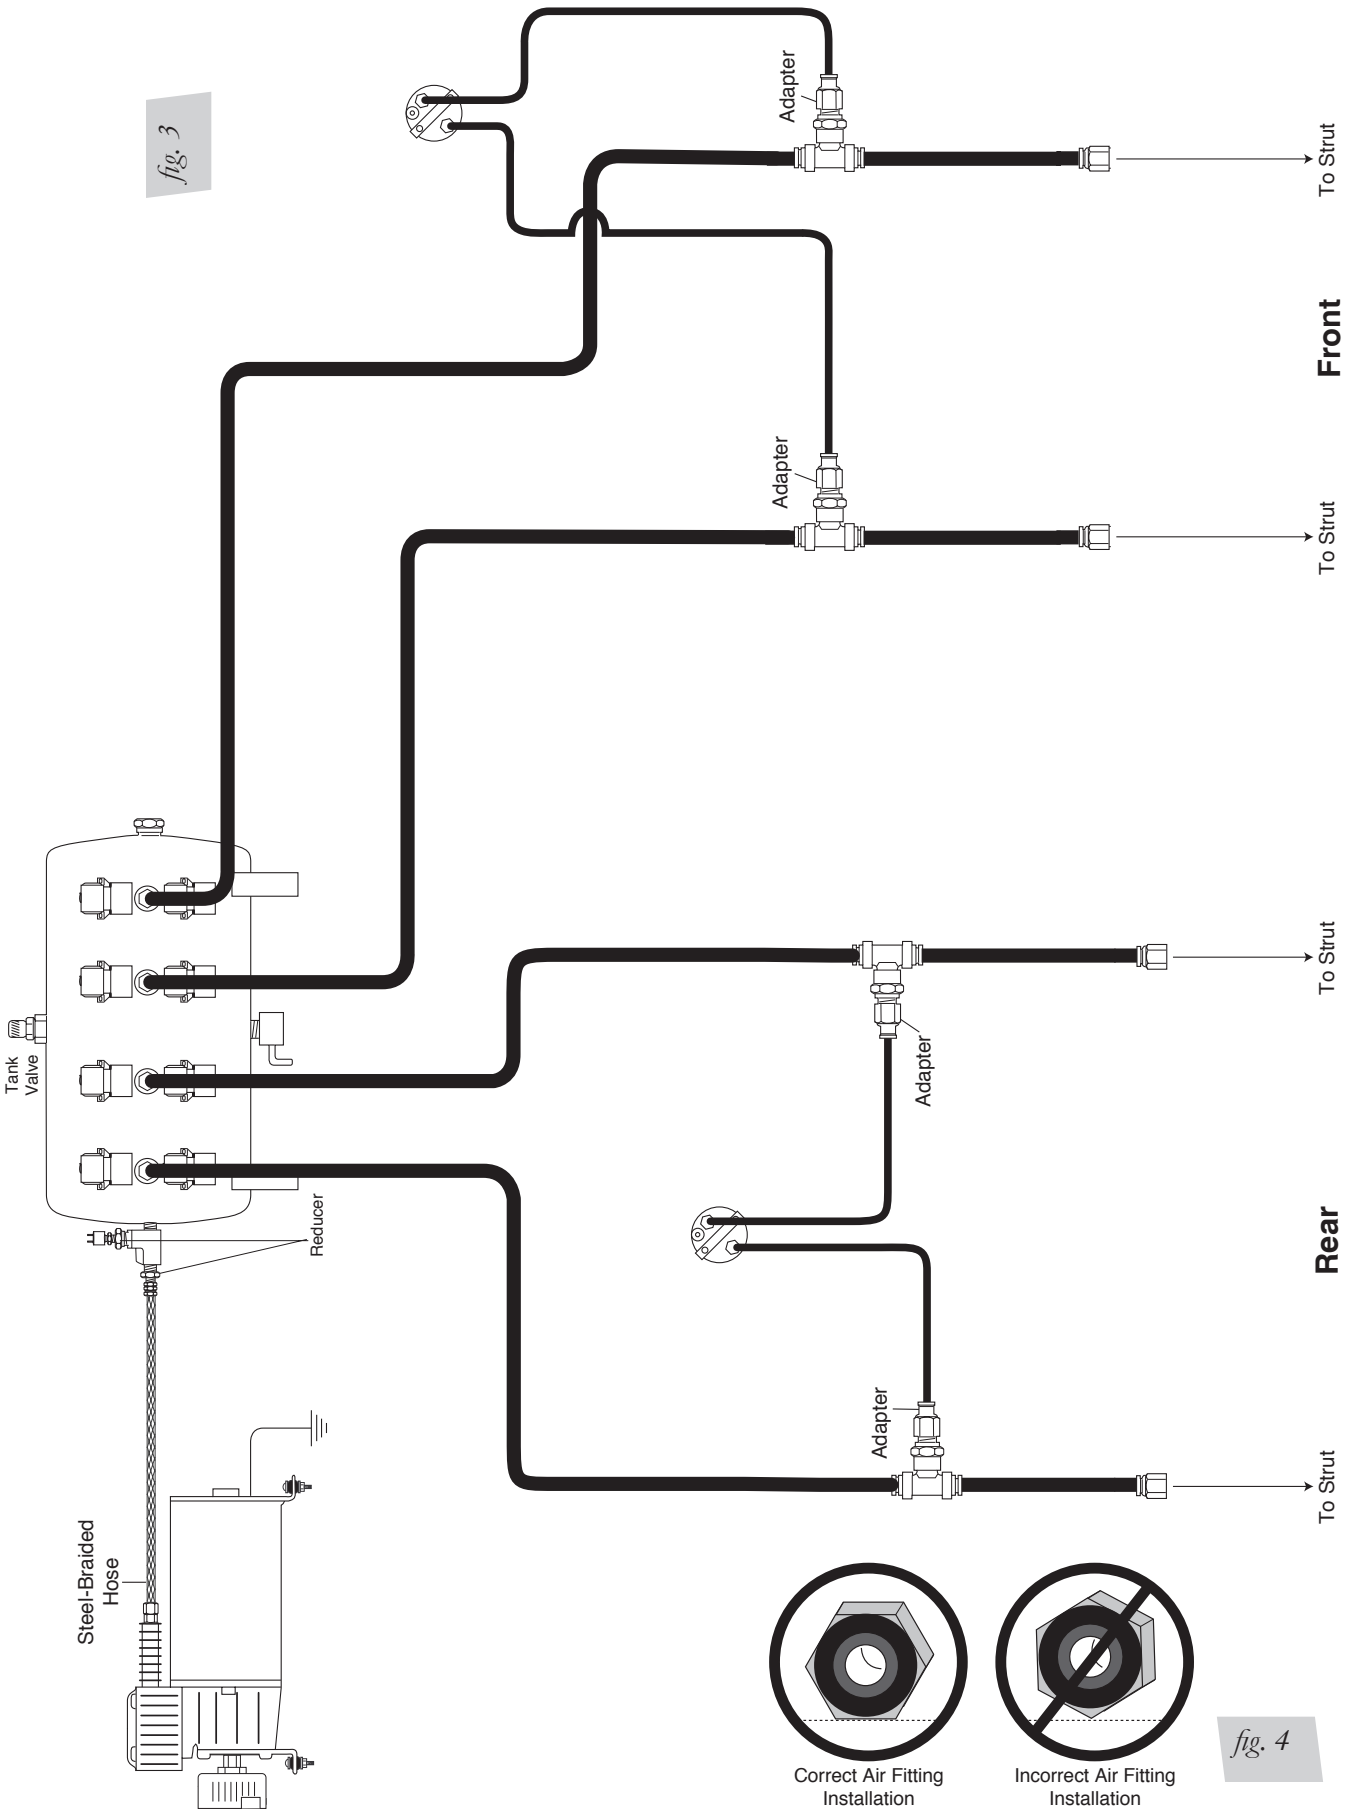 fig. 3
Adapter
To Strut
Front
Adapter
To Strut
Tank
Valve
To Strut
Adapter
Reducer
Rear
Adapter
To Strut
Steel-Braided
Hose
Correct Air Fitting
Installation
Incorrect Air Fitting
Installation
fig. 4